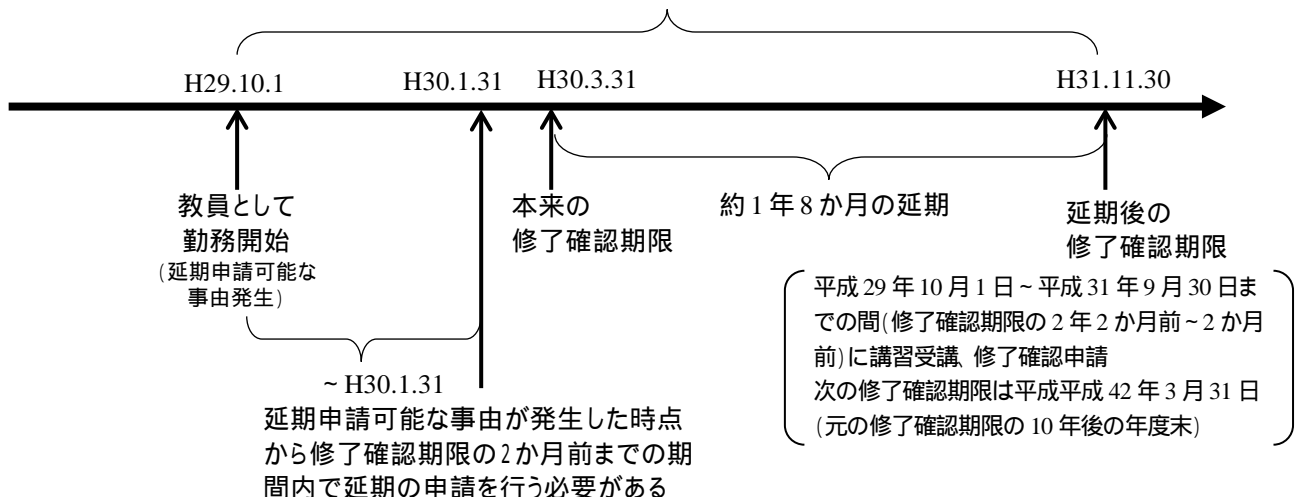 H29.10.1
H30.1.31
H30.3.31
H31.11.30
教員として
勤務開始
(延期申請可能な
事由発生)
本来の
修了確認期限
約1年8か月の延期
延期後の
修了確認期限
平成29年10月1日~平成31年9月30日ま
での間(修了確認期限の2年2か月前~2か月
前)に講習受講、修了確認申請
次の修了確認期限は平成平成42年3月31日
(元の修了確認期限の10年後の年度末)
~H30.1.31
延期申請可能な事由が発生した時点
から修了確認期限の2か月前までの期
間内で延期の申請を行う必要がある